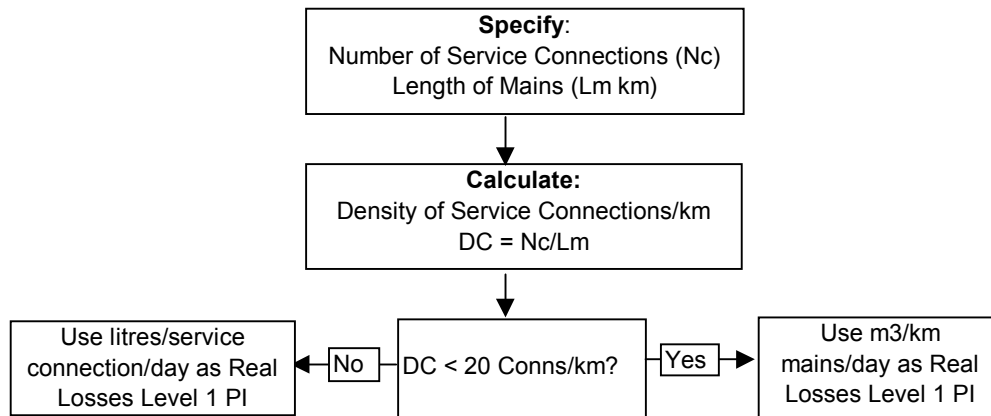 Specify:
Number of Service Connections (Nc)
Length of Mains (Lm km)
Calculate:
Density of Service Connections/km
DC = Nc/Lm
Use litres/service
connection/day as Real
Losses Level 1 PI
No
DC < 20 Conns/km?
Yes
Use m3/km
mains/day as Real
Losses Level 1 PI